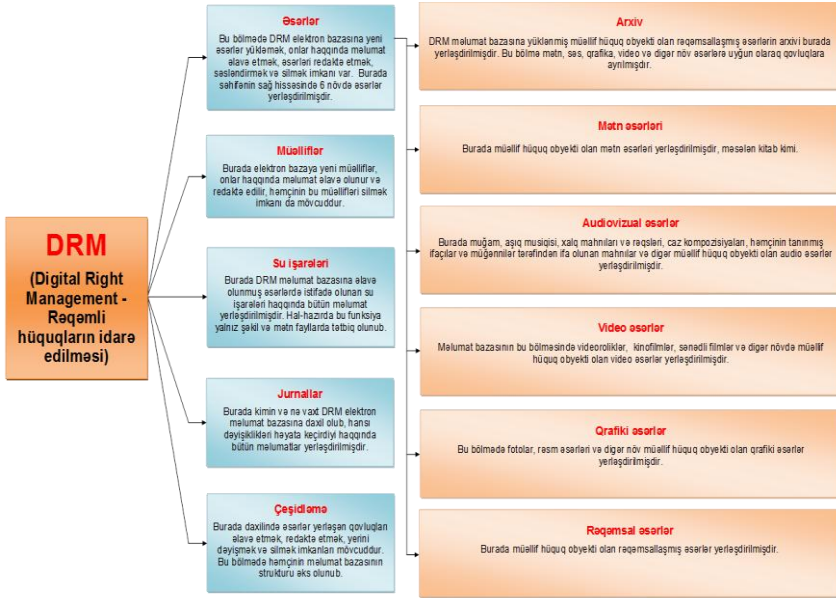 DRM
(Digital Right
Management -
Rəqəmli
hüquqların idarə
edilməsi)
Əsərlər
Bu bölmədə DRM elektron bazasına yeni
əsərlər yükləmək, onlar haqqında məlumat
əlavə etmək, əsərləri redaktə etmək,
səsləndirmək və silmək imkanı var. Burada
səhifənin sağ hissəsində 6 növdə əsərlər
yerləşdirilmişdir.
Müəlliflər
Burada elektron bazaya yeni müəlliflər,
onlar haqqında məlumat əlavə olunur və
redaktə edilir, həmçinin bu müəllifləri silmək
imkanı da mövcuddur.
Su işarələri
Burada DRM məlumat bazasına əlavə
olunmuş əsərlərdə istifadə olunan su
işarələri haqqında bütün məlumat
yerləşdirilmişdir. Hal-hazırda bu funksiya
yalnız şəkil və mətn fayllarda tətbiq olunub.
Jurnallar
Burada kimin və nə vaxt DRM elektron
məlumat bazasına daxil olub, hansı
dəyişiklikləri həyata keçirdiyi haqqında
bütün məlumatlar yerləşdirilmişdir.
Çeşidləmə
Burada daxilində əsərlər yerləşən qovluqları
əlavə etmək, redaktə etmək, yerini
dəyişmək və silmək imkanları mövcuddur.
Bu bölmədə həmçinin məlumat bazasının
strukturu əks olunub.
Arxiv
DRM məlumat bazasına yüklənmiş müəllif hüquq obyekti olan rəqəmsallaşmış əsərlərin arxivi burada
yerləşdirilmişdir. Bu bölmə mətn, səs, qrafika, video və digər növ əsərlərə uyğun olaraq qovluqlara
ayrılmışdır.
Mətn əsərləri
Burada müəllif hüquq obyekti olan mətn əsərləri yerləşdirilmişdir, məsələn kitab kimi.
Audiovizual əsərlər
Burada muğam, aşıq musiqisi, xalq mahnıları və rəqsləri, caz kompozisiyaları, həmçinin tanınmış
ifaçılar və müğənnilər tərəfindən ifa olunan mahnılar və digər müəllif hüquq obyekti olan audio əsərlər
yerləşdirilmişdir.
Video əsərlər
Məlumat bazasının bu bölməsində videoroliklər, kinofilmlər, sənədli filmlər və digər növdə müəllif
hüquq obyekti olan video əsərlər yerləşdirilmişdir.
Qrafiki əsərlər
Bu bölmədə fotolar, rəsm əsərləri və digər növ müəllif hüquq obyekti olan qrafiki əsərlər
yerləşdirilmişdir.
Rəqəmsal əsərlər
Burada müəllif hüquq obyekti olan rəqəmsallaşmış əsərlər yerləşdirilmişdir.